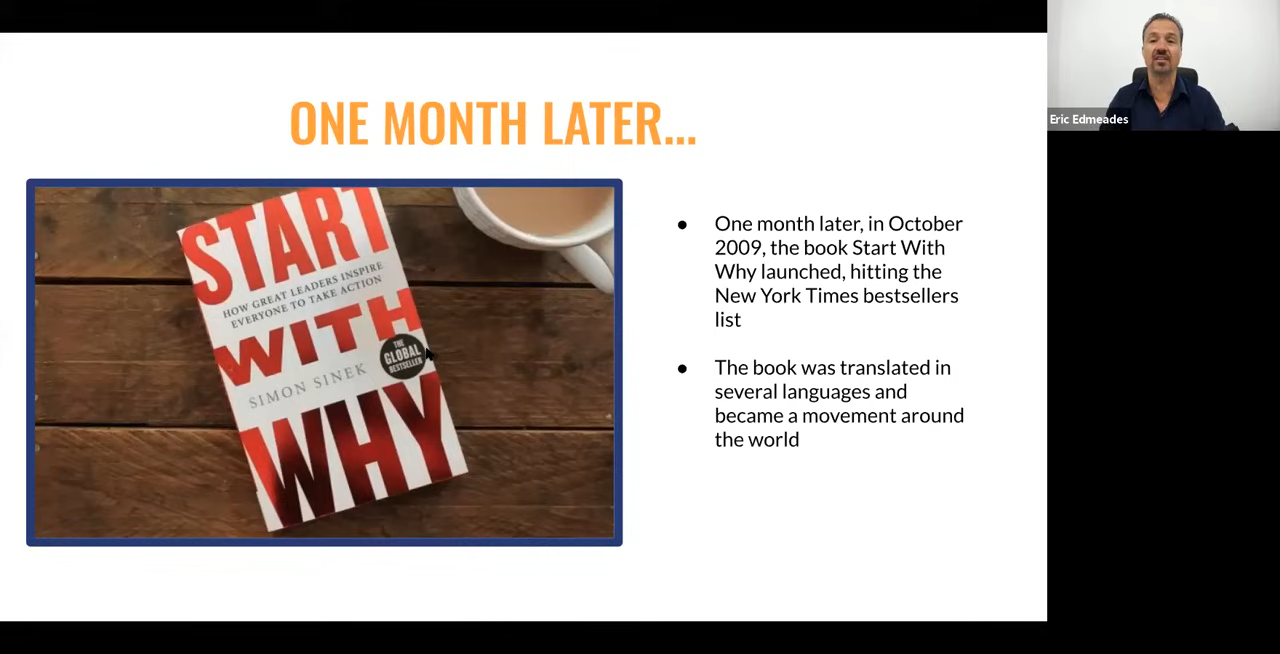 ONE MONTH LATER...
START
HOW GREAT LEADERS INSPIRE
EVERYONE TO TAKE ACTION
WITH
THE
GLOBAL
BESTSELLER
SIMON SINEK
WHY
● One month later, in October
2009, the book Start With
Why launched, hitting the
New York Times bestsellers
list
● The book was translated in
several languages and
became a movement around
the world
Eric Edmeades